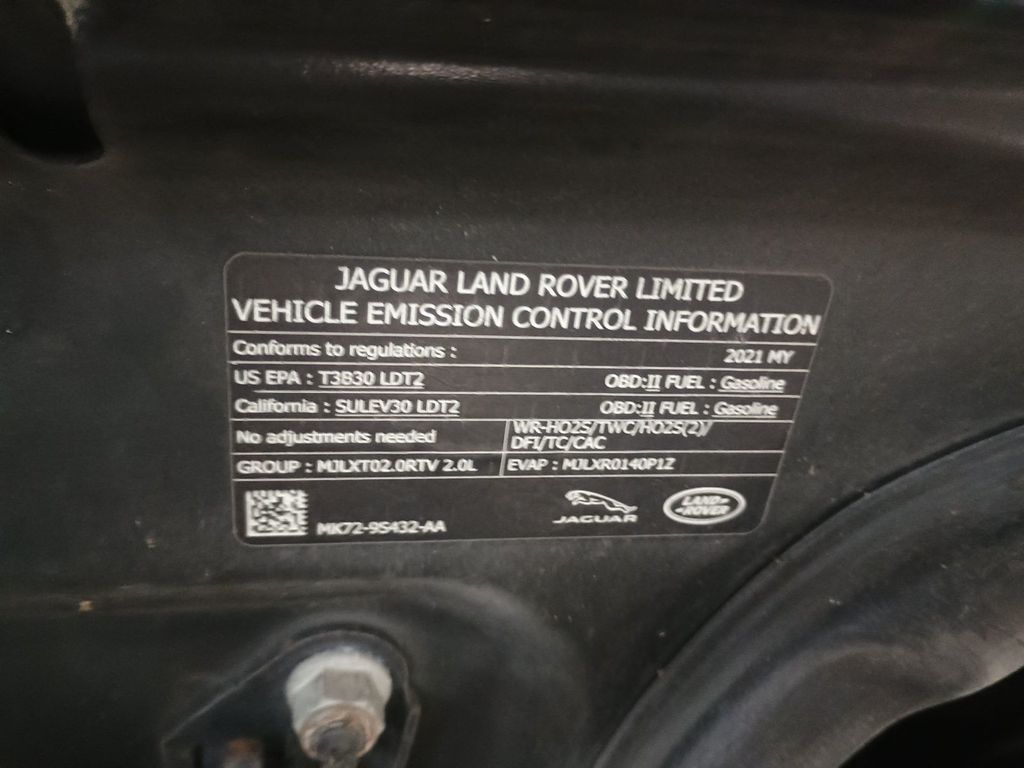 JAGUAR LAND ROVER LIMITED
VEHICLE EMISSION CONTROL INFORMATION
Conforms to regulations : 2021 MY
US EPA : T3B30 LDT2 OBD:II FUEL : Gasoline
California : SULEV30 LDT2 OBD:II FUEL : Gasoline
No adjustments needed
WR-HO2S/TWC/HO2S(2)/
DFI/TC/CAC
GROUP : MJLXT02.0RTV 2.0L EVAP : MJLXR0140P1Z
MK72-9S432-AA
JAGUAR
LAND
ROVER